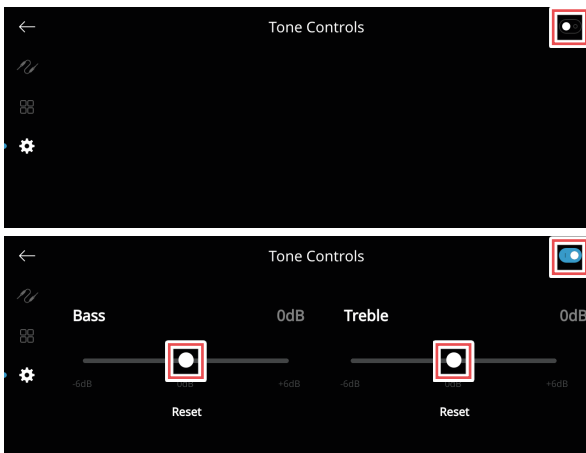 Tone Controls
Tone Controls
Bass 0dB Treble 0dB
-6dB 0dB +6dB -6dB 0dB +6dB
Reset Reset